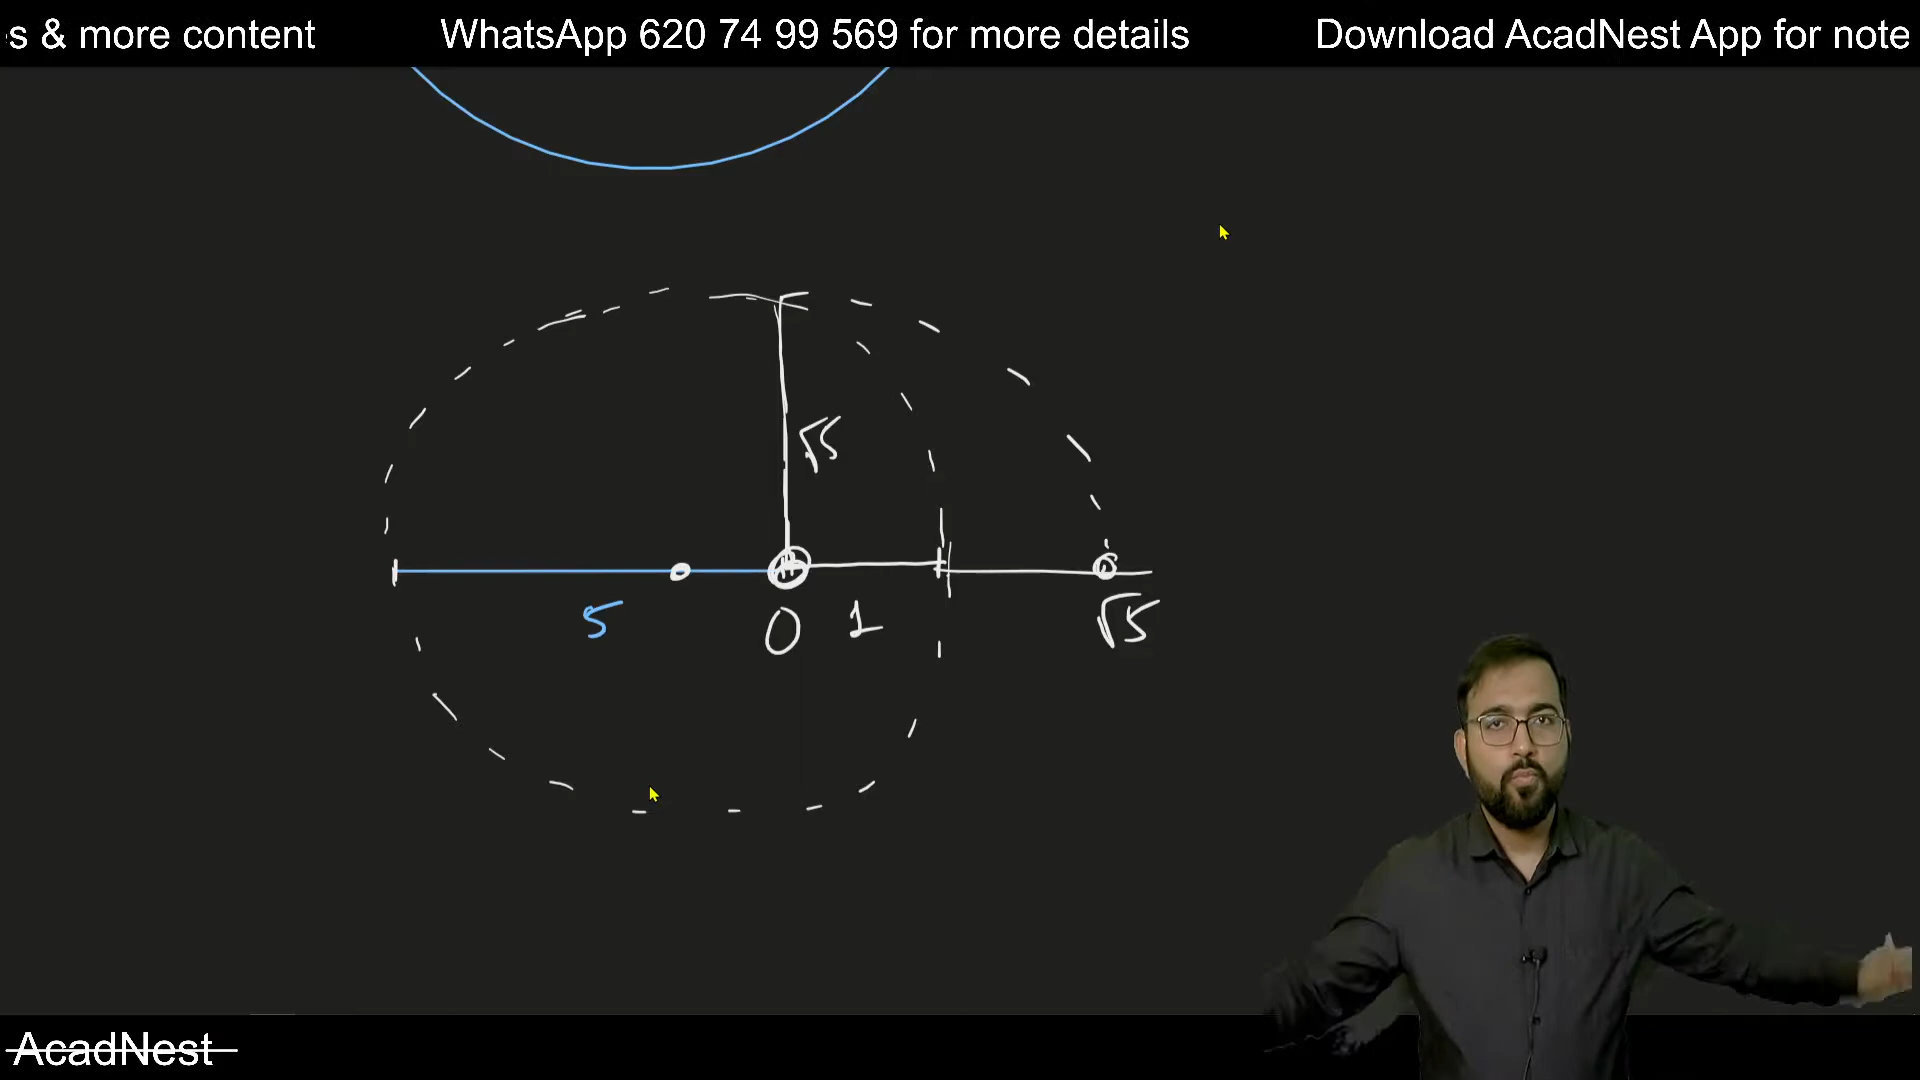 s & more content WhatsApp 620 74 99 569 for more details Download AcadNest App for note
√5
5 0 1 √5
AcadNest